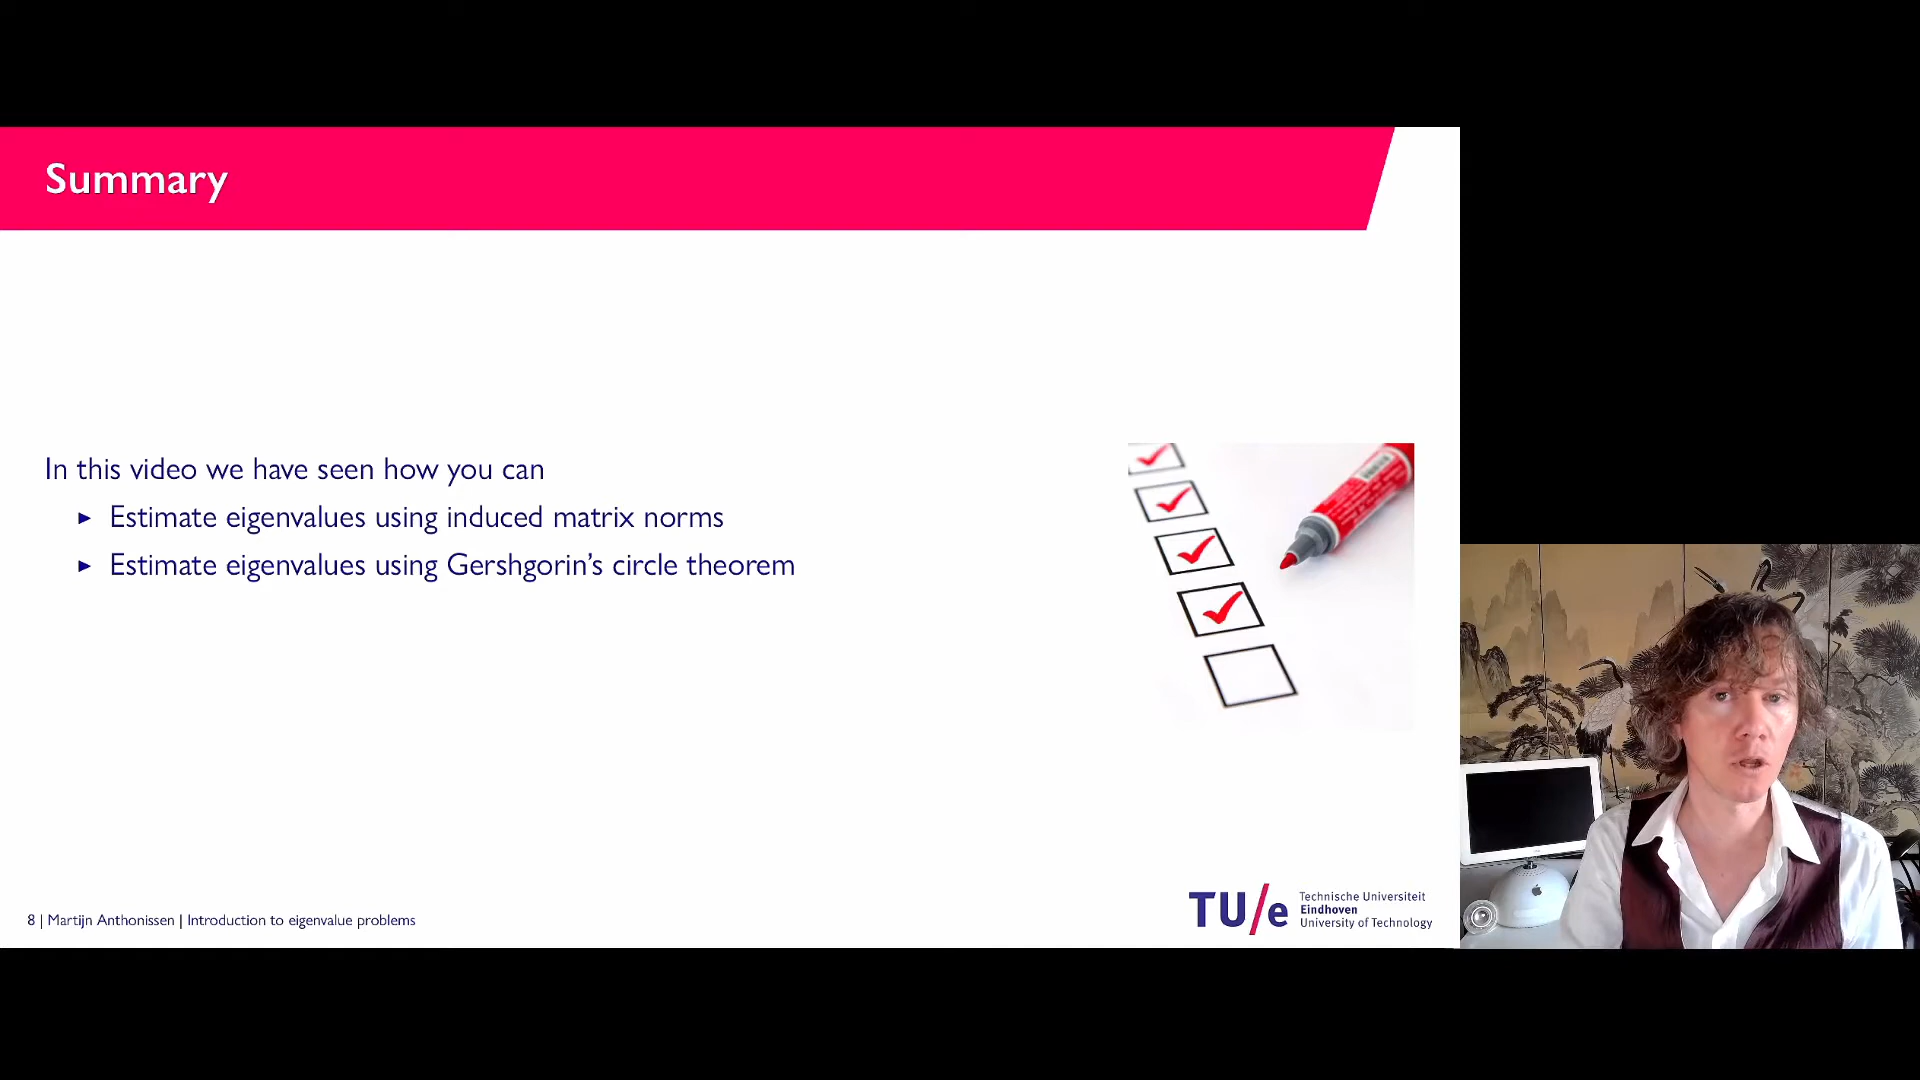 Summary
In this video we have seen how you can
▸ Estimate eigenvalues using induced matrix norms
▸ Estimate eigenvalues using Gershgorin’s circle theorem
8 | Martijn Anthonissen | Introduction to eigenvalue problems
TU/e
Technische Universiteit
Eindhoven
University of Technology